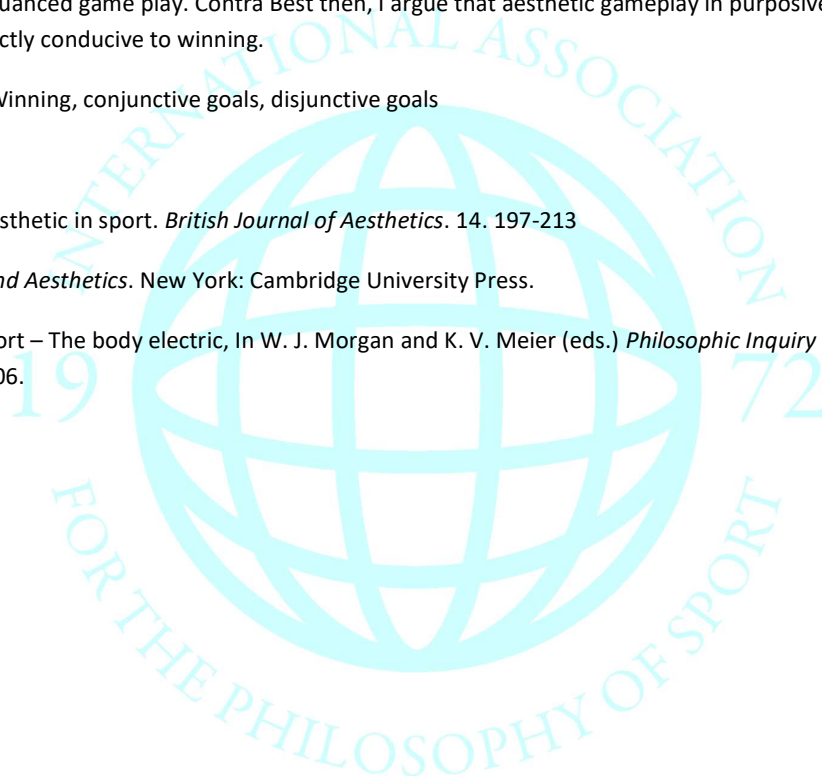 uanced game play. Contra Best then, I argue that aesthetic gameplay in purposive
ctly conducive to winning.
Winning, conjunctive goals, disjunctive goals
sthetic in sport. British Journal of Aesthetics. 14. 197-213
nd Aesthetics. New York: Cambridge University Press.
ort – The body electric, In W. J. Morgan and K. V. Meier (eds.) Philosophic Inquiry
06.
INTERNATIONAL ASSOCIATION
19 72
FOR THE PHILOSOPHY OF SPORT